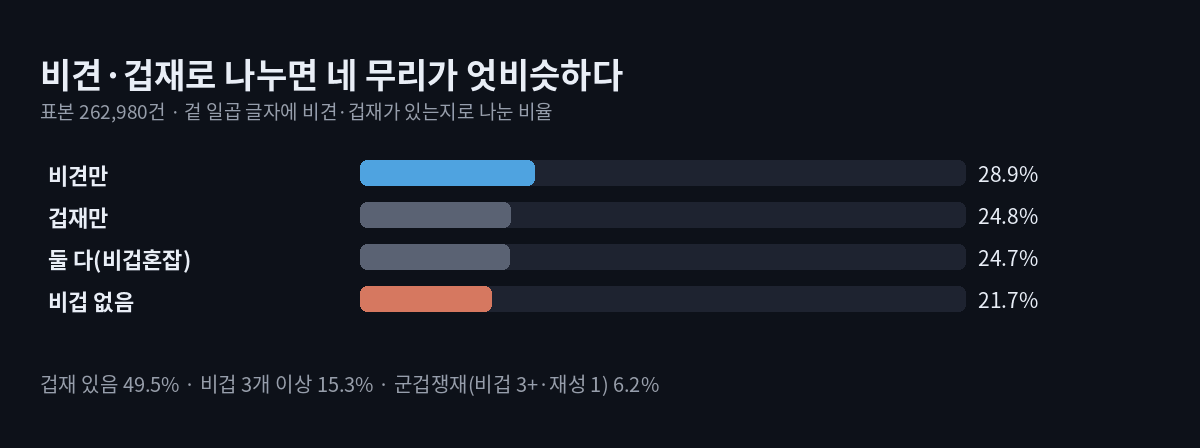 비견·겁재로 나누면 네 무리가 엇비슷하다
표본 262,980건 · 겉 일곱 글자에 비견·겁재가 있는지로 나눈 비율
비견만 28.9%
겁재만 24.8%
둘 다(비겁혼잡) 24.7%
비겁 없음 21.7%
겁재 있음 49.5% · 비겁 3개 이상 15.3% · 군겁쟁재(비겁 3+·재성 1) 6.2%